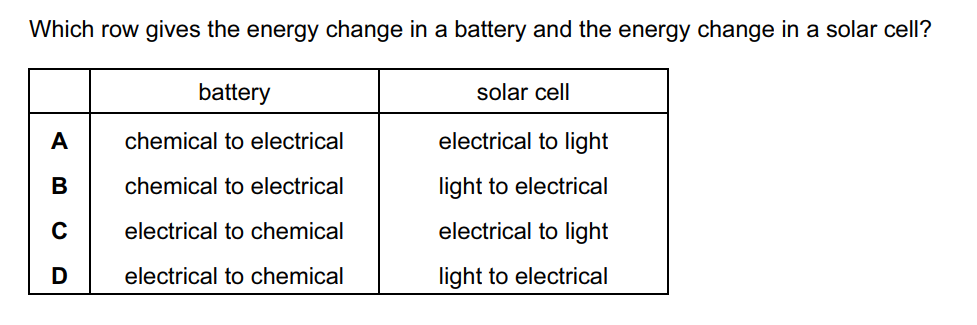 Which row gives the energy change in a battery and the energy change in a solar cell?
battery solar cell
A chemical to electrical electrical to light
B chemical to electrical light to electrical
C electrical to chemical electrical to light
D electrical to chemical light to electrical